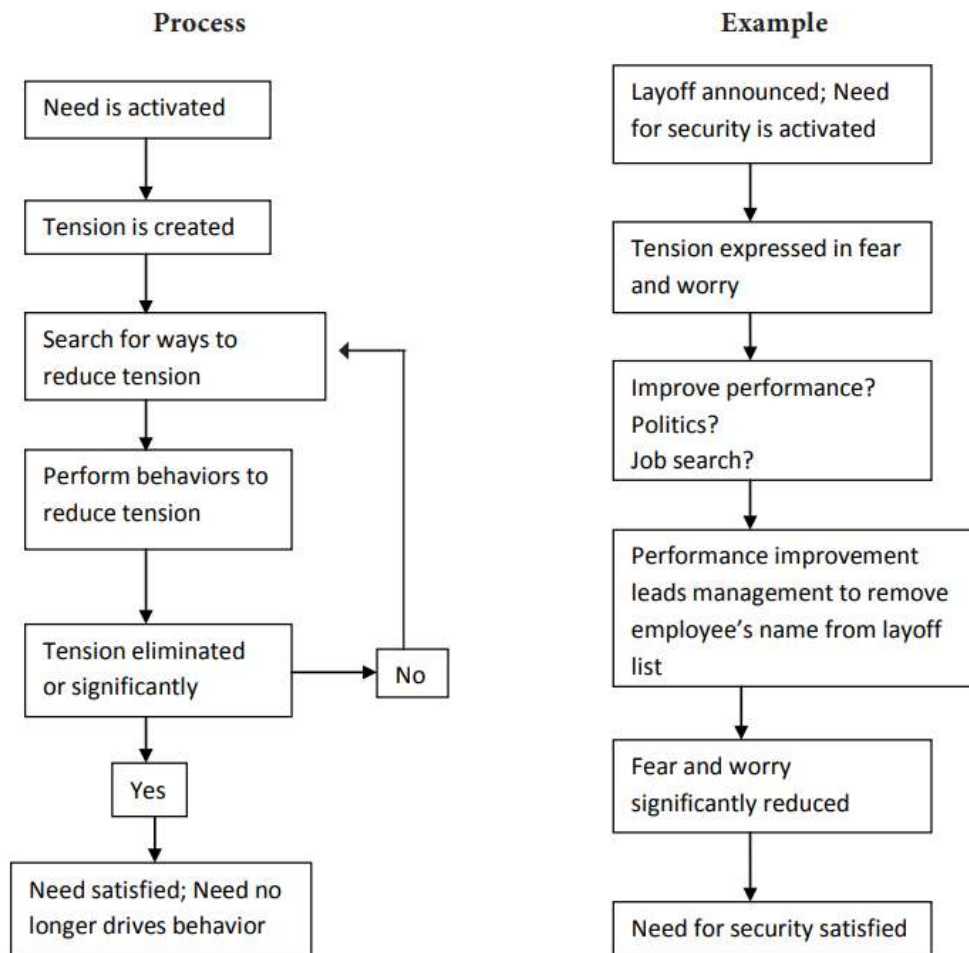 Process
Need is activated
Tension is created
Search for ways to
reduce tension
Perform behaviors to
reduce tension
Tension eliminated
or significantly
No
Yes
Need satisfied; Need no
longer drives behavior
Example
Layoff announced; Need
for security is activated
Tension expressed in fear
and worry
Improve performance?
Politics?
Job search?
Performance improvement
leads management to remove
employee's name from layoff
list
Fear and worry
significantly reduced
Need for security satisfied